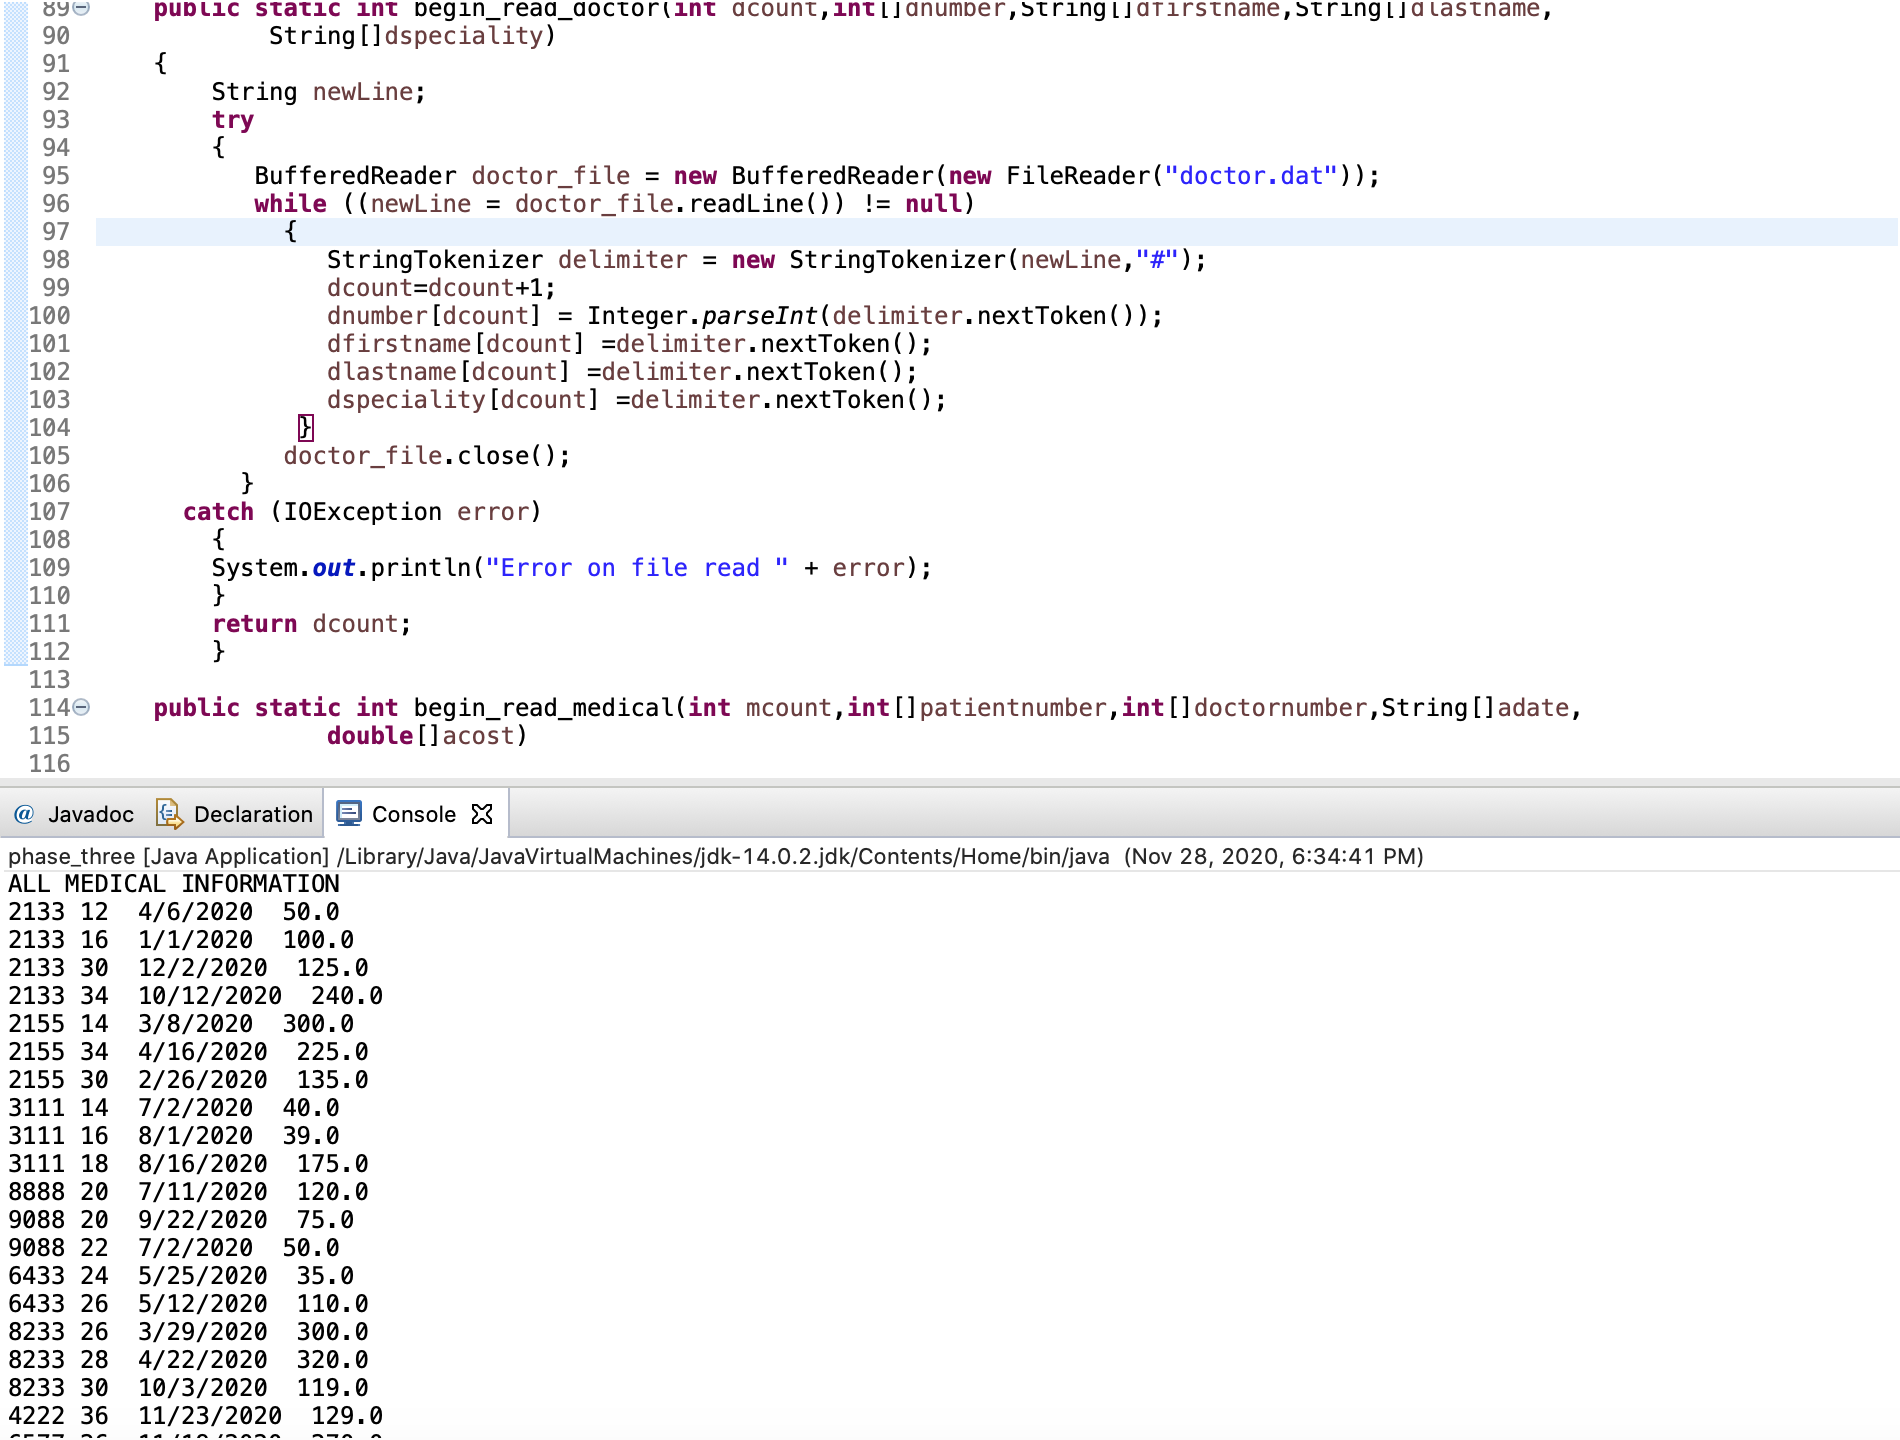 89 public static int begin_read_doctor(int dcount,int[]dnumber,String[]dfirstname,String[]dlastname,
90 String[]dspeciality)
91 {
92 String newLine;
93 try
94 {
95 BufferedReader doctor_file = new BufferedReader(new FileReader("doctor.dat"));
96 while ((newLine = doctor_file.readLine()) != null)
97 {
98 StringTokenizer delimiter = new StringTokenizer(newLine,"#");
99 dcount=dcount+1;
100 dnumber[dcount] = Integer.parseInt(delimiter.nextToken());
101 dfirstname[dcount] =delimiter.nextToken();
102 dlastname[dcount] =delimiter.nextToken();
103 dspeciality[dcount] =delimiter.nextToken();
104 }
105 doctor_file.close();
106 }
107 catch (IOException error)
108 {
109 System.out.println("Error on file read " + error);
110 }
111 return dcount;
112 }
113
114 public static int begin_read_medical(int mcount,int[]patientnumber,int[]doctornumber,String[]adate,
115 double[]acost)
116
@ Javadoc Declaration Console
phase_three [Java Application] /Library/Java/JavaVirtualMachines/jdk-14.0.2.jdk/Contents/Home/bin/java (Nov 28, 2020, 6:34:41 PM)
ALL MEDICAL INFORMATION
2133 12 4/6/2020 50.0
2133 16 1/1/2020 100.0
2133 30 12/2/2020 125.0
2133 34 10/12/2020 240.0
2155 14 3/8/2020 300.0
2155 34 4/16/2020 225.0
2155 30 2/26/2020 135.0
3111 14 7/2/2020 40.0
3111 16 8/1/2020 39.0
3111 18 8/16/2020 175.0
8888 20 7/11/2020 120.0
9088 20 9/22/2020 75.0
9088 22 7/2/2020 50.0
6433 24 5/25/2020 35.0
6433 26 5/12/2020 110.0
8233 26 3/29/2020 300.0
8233 28 4/22/2020 320.0
8233 30 10/3/2020 119.0
4222 36 11/23/2020 129.0